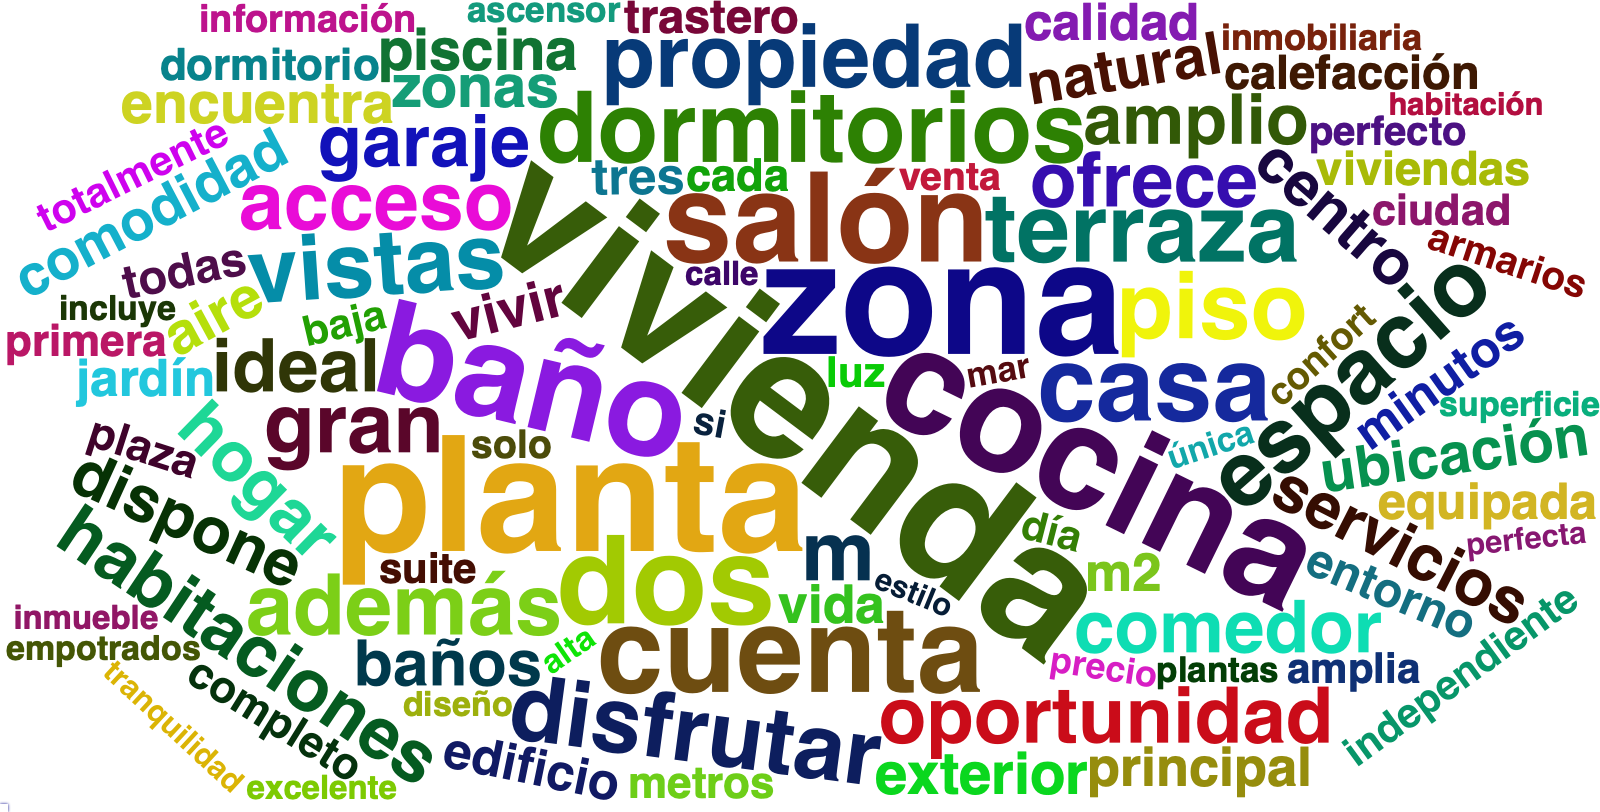 información
ascensor
trastero
calidad
inmobiliaria
dormitorio
piscina
propiedad
natural
calefacción
encuentra
zonas
dormitorios
amplio
habitación
perfecto
totalmente
comodidad
garaje
tres
cada
venta
ofrece
centro
viviendas
acceso
salón
terraza
ciudad
armarios
todas
vistas
vivienda
calle
zona
piso
espacio
incluye
aire
baja
vivir
primera
jardín
ideal
baño
luz
mar
casa
confort
minutos
superficie
plaza
hogar
gran
solo
si
cocina
única
ubicación
dispone
planta
servicios
equipada
perfecta
habitaciones
suite
m
día
m2
entorno
independiente
inmueble
además
dos
vida
estilo
comedor
empotrados
baños
alta
cuenta
precio
plantas
amplia
tranquilidad
completo
diseño
disfrutar
oportunidad
excelente
edificio
metros
exterior
principal